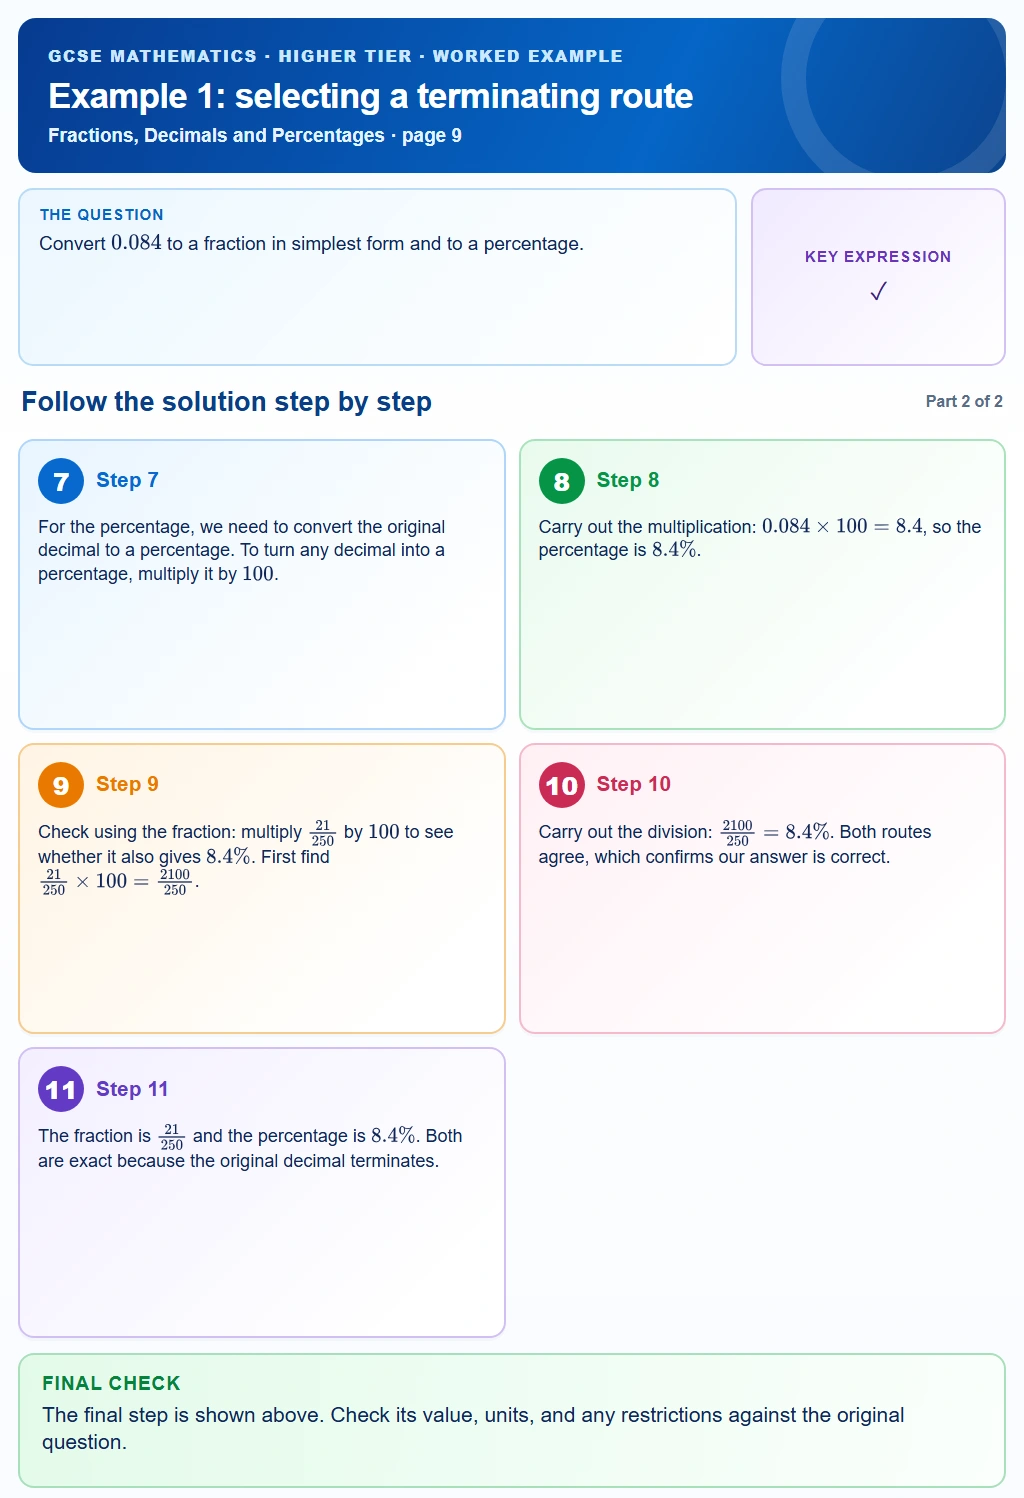 GCSE MATHEMATICS · HIGHER TIER · WORKED EXAMPLE
Example 1: selecting a terminating route
Fractions, Decimals and Percentages · page 9
THE QUESTION
Convert 0.084 to a fraction in simplest form and to a percentage.
KEY EXPRESSION
✓
Follow the solution step by step
Part 2 of 2
7 Step 7
For the percentage, we need to convert the original
decimal to a percentage. To turn any decimal into a
percentage, multiply it by 100.
8 Step 8
Carry out the multiplication: 0.084 × 100 = 8.4, so the
percentage is 8.4%.
9 Step 9
Check using the fraction: multiply 21/250 by 100 to see
whether it also gives 8.4%. First find
21/250 × 100 = 2100/250.
10 Step 10
Carry out the division: 2100/250 = 8.4%. Both routes
agree, which confirms our answer is correct.
11 Step 11
The fraction is 21/250 and the percentage is 8.4%. Both
are exact because the original decimal terminates.
FINAL CHECK
The final step is shown above. Check its value, units, and any restrictions against the original
question.